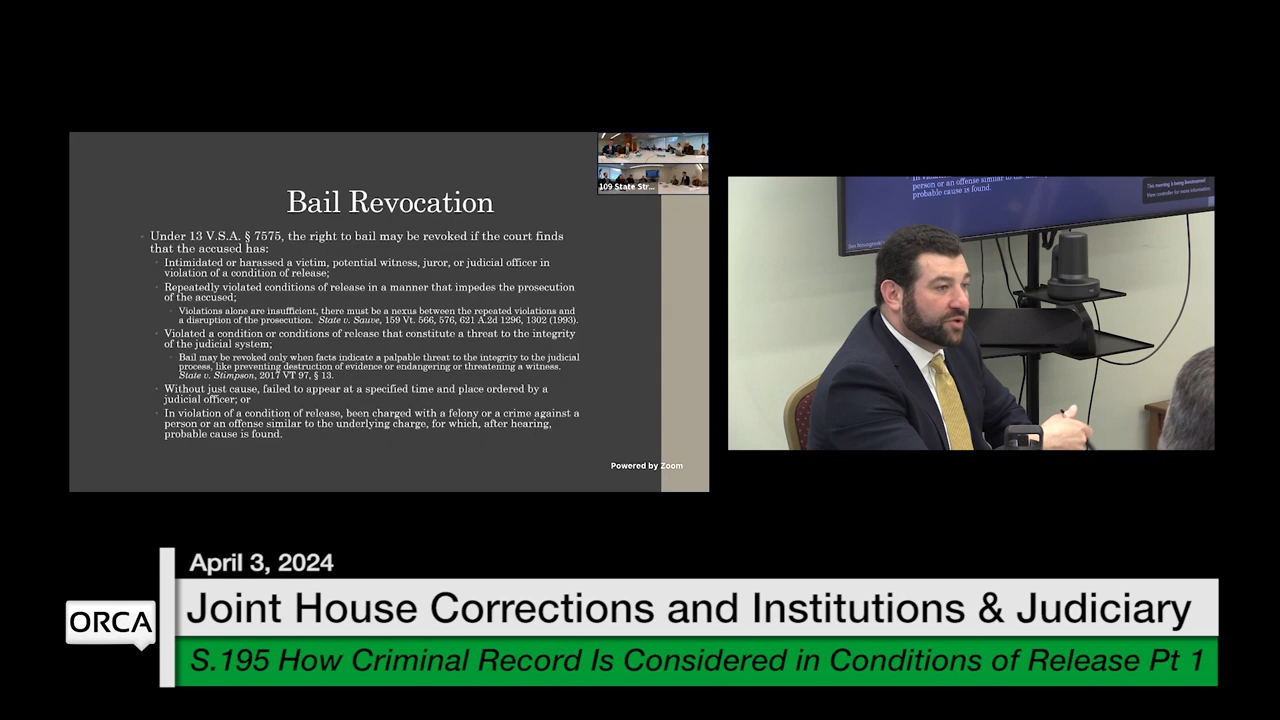 109 State Str...
Bail Revocation
Under 13 V.S.A. § 7575, the right to bail may be revoked if the court finds
that the accused has:
Intimidated or harassed a victim, potential witness, juror, or judicial officer in
violation of a condition of release;
Repeatedly violated conditions of release in a manner that impedes the prosecution
of the accused;
Violations alone are insufficient, there must be a nexus between the repeated violations and
a disruption of the prosecution. State v. Sauve, 159 Vt. 566, 576, 621 A.2d 1296, 1302 (1993).
Violated a condition or conditions of release that constitute a threat to the integrity
of the judicial system;
Bail may be revoked only when facts indicate a palpable threat to the integrity to the judicial
process, like preventing destruction of evidence or endangering or threatening a witness.
State v. Stimpson, 2017 VT 97, § 13.
Without just cause, failed to appear at a specified time and place ordered by a
judicial officer; or
In violation of a condition of release, been charged with a felony or a crime against a
person or an offense similar to the underlying charge, for which, after hearing,
probable cause is found.
Powered by Zoom
person or an offense similar to the
probable cause is found.
This meeting is being livestreamed
View controller for more information
April 3, 2024
ORCA
Joint House Corrections and Institutions & Judiciary
S.195 How Criminal Record Is Considered in Conditions of Release Pt 1